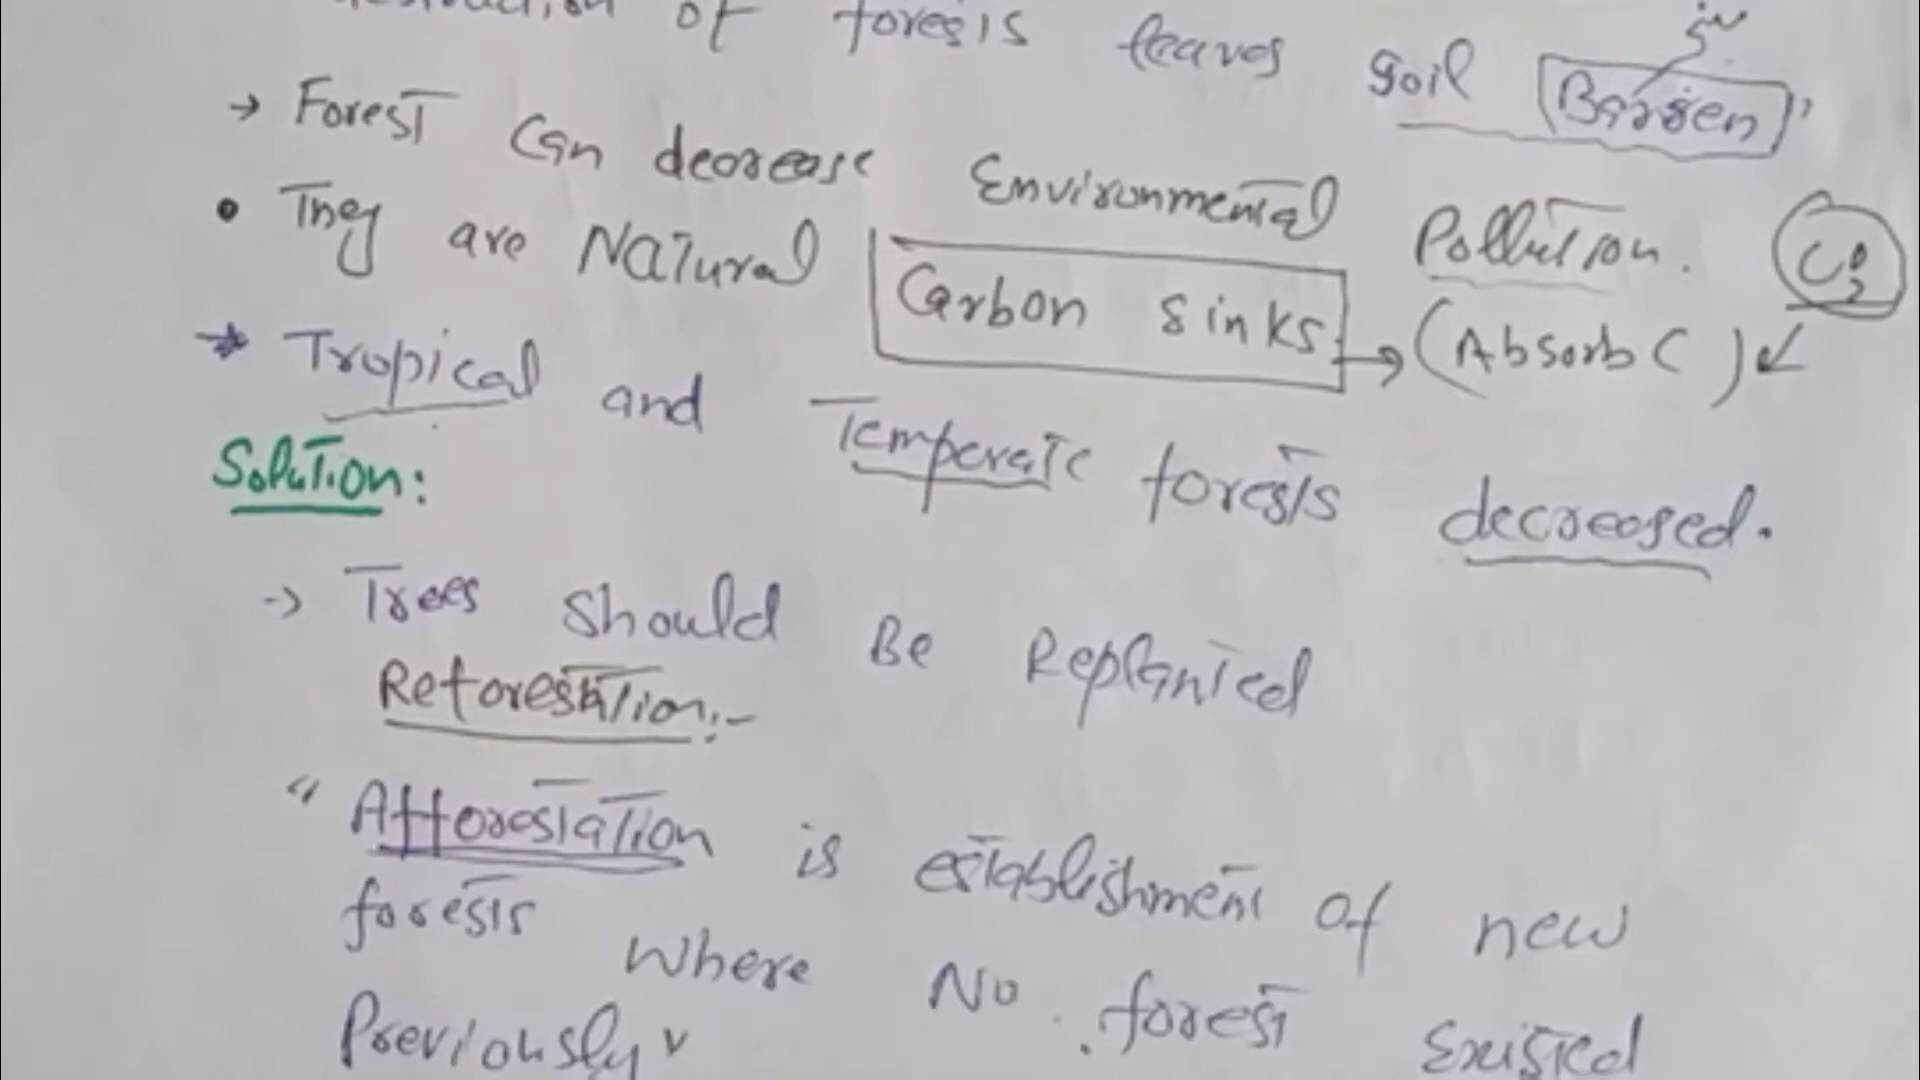 of forests leaves soil Barren"
→ Forest can decrease Environmental Pollution.
• They are Natural Carbon sinks → (Absorb C) ✓ CO2
→ Tropical and Temperate forests decreased.
Solution:
→ Trees should Be Replanted
Reforestation:-
"Afforestation is establishment of new
forests where No forest Existed
Previously"